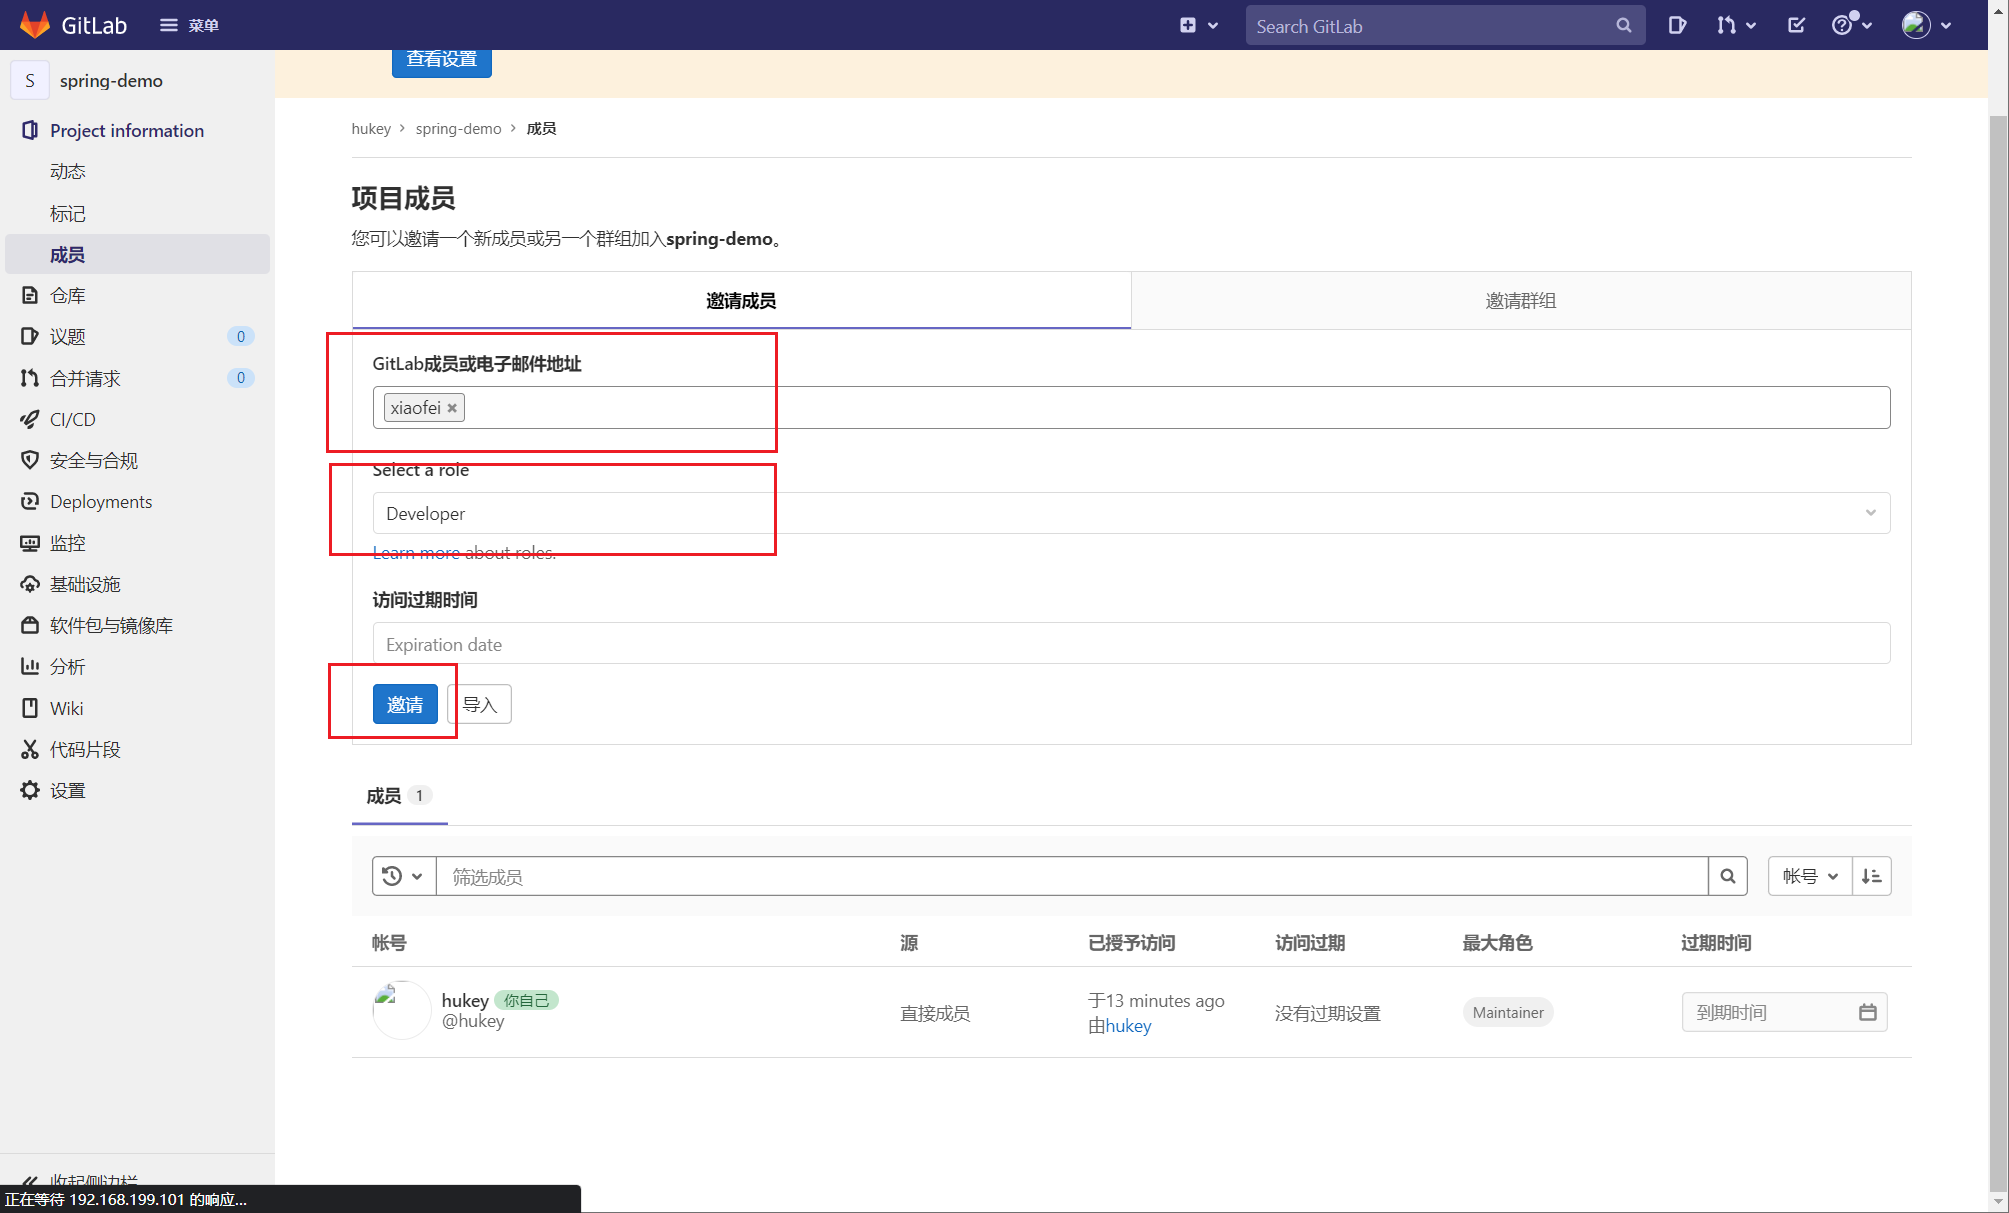 GitLab
菜单
Search GitLab
查看设置
S
spring-demo
Project information
动态
标记
成员
仓库
议题 0
合并请求 0
CI/CD
安全与合规
Deployments
监控
基础设施
软件包与镜像库
分析
Wiki
代码片段
设置
收起侧边栏
hukey › spring-demo › 成员
项目成员
您可以邀请一个新成员或另一个群组加入spring-demo。
邀请成员
邀请群组
GitLab成员或电子邮件地址
xiaofei
Select a role
Developer
Learn more about roles.
访问过期时间
Expiration date
邀请 导入
成员 1
筛选成员
帐号
帐号 源 已授予访问 访问过期 最大角色 过期时间
hukey 你自己
@hukey
直接成员
于13 minutes ago
由hukey
没有过期设置
Maintainer
到期时间
正在等待 192.168.199.101 的响应...